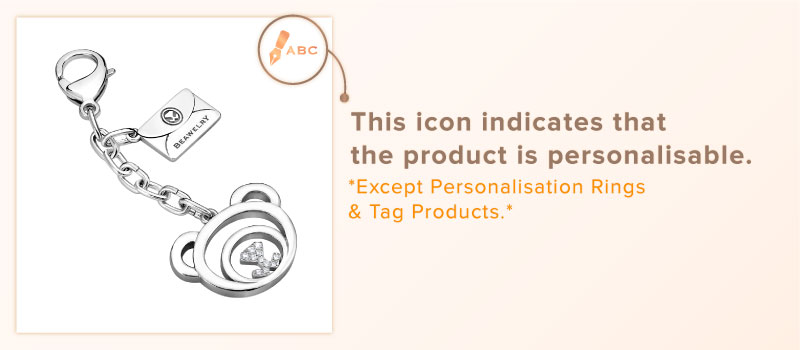 ABC
BEAWELRY
This icon indicates that
the product is personalisable.
*Except Personalisation Rings
& Tag Products.*